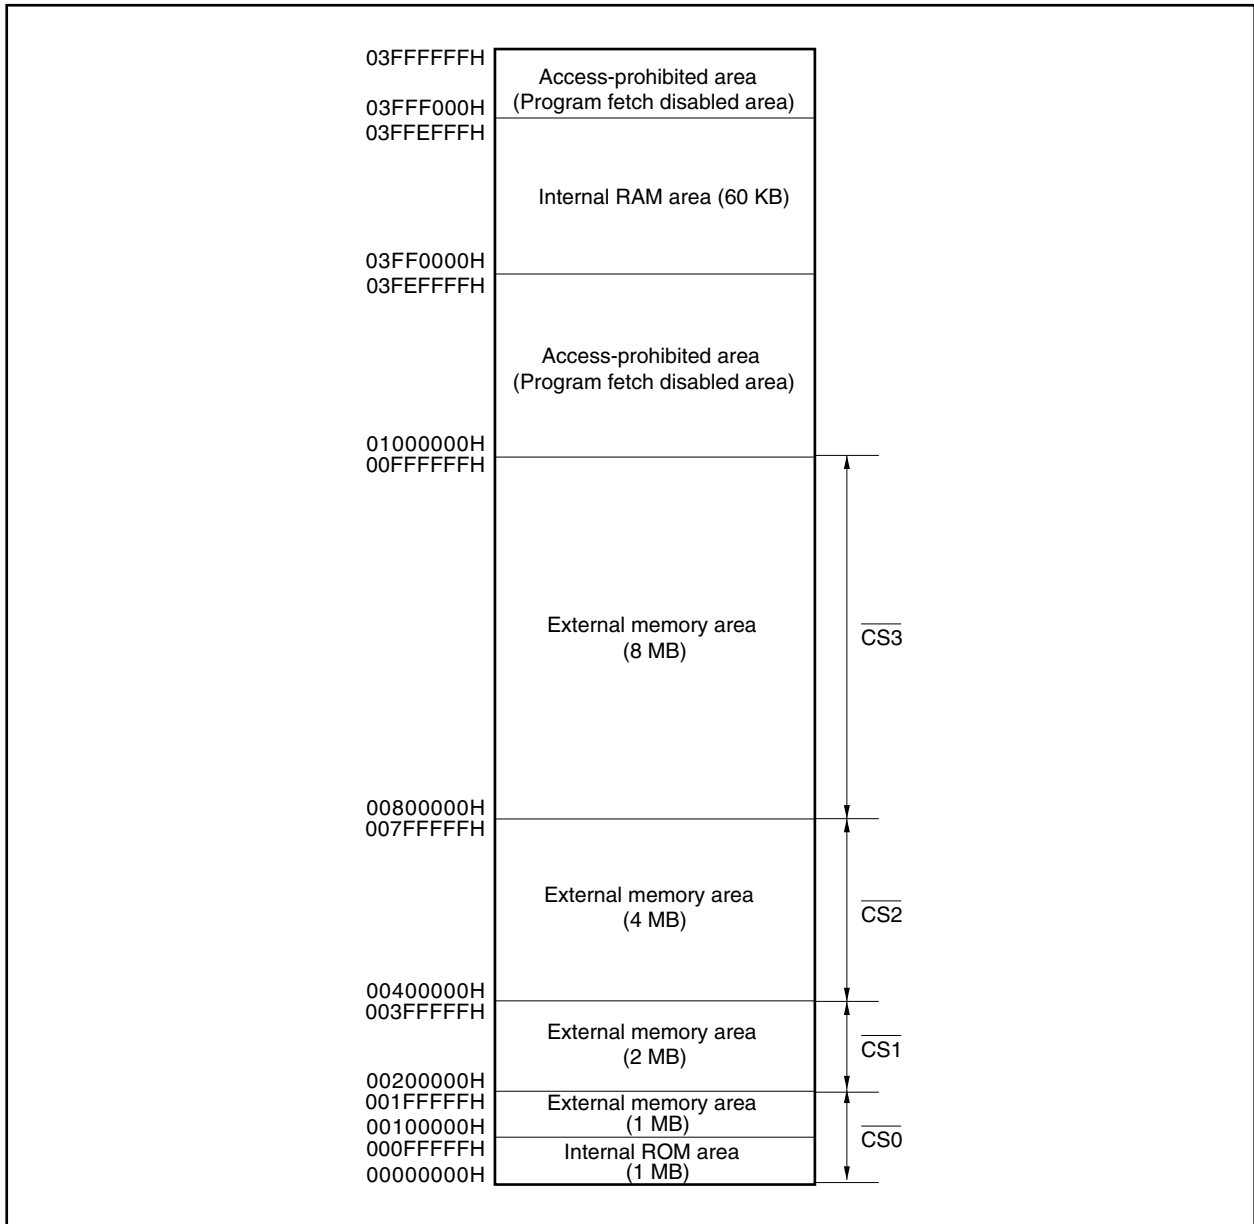 03FFFFFFH
Access-prohibited area
(Program fetch disabled area)
03FFF000H
03FFEFFFH
Internal RAM area (60 KB)
03FF0000H
03FEFFFFH
Access-prohibited area
(Program fetch disabled area)
01000000H
00FFFFFFH
External memory area
(8 MB)
CS3
00800000H
007FFFFFH
External memory area
(4 MB)
CS2
00400000H
003FFFFFH
External memory area
(2 MB)
CS1
00200000H
001FFFFFH
External memory area
(1 MB)
00100000H
CS0
000FFFFFH
Internal ROM area
(1 MB)
00000000H